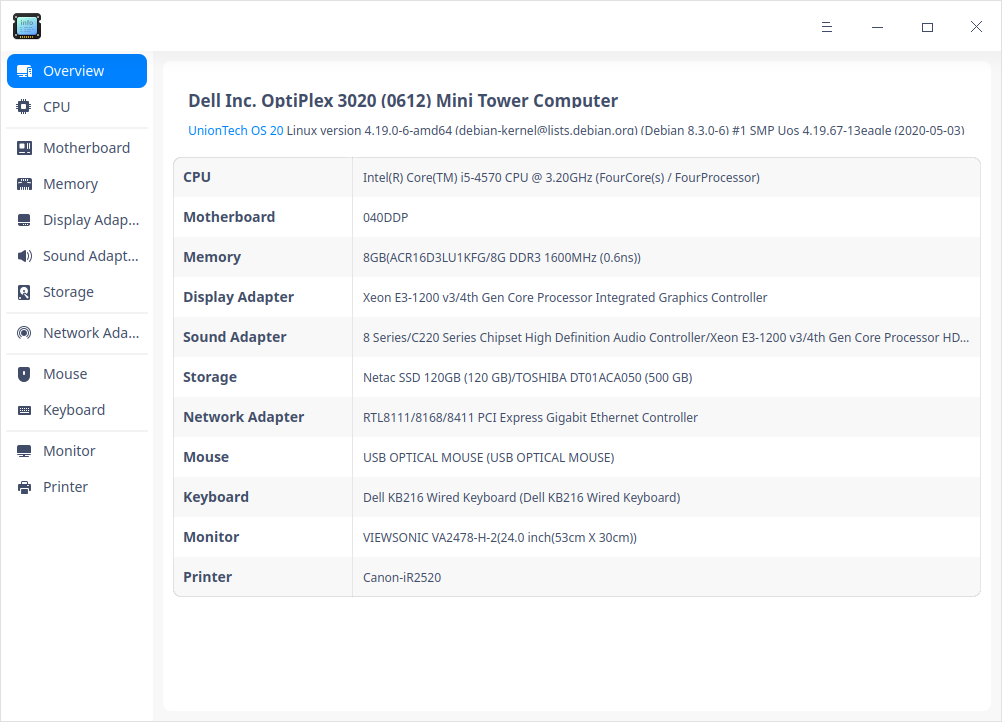 info
Overview
CPU
Motherboard
Memory
Display Adap...
Sound Adapt...
Storage
Network Ada...
Mouse
Keyboard
Monitor
Printer
Dell Inc. OptiPlex 3020 (0612) Mini Tower Computer
UnionTech OS 20 Linux version 4.19.0-6-amd64 (debian-kernel@lists.debian.org) (Debian 8.3.0-6) #1 SMP Uos 4.19.67-13eagle (2020-05-03)
CPU Intel(R) Core(TM) i5-4570 CPU @ 3.20GHz (FourCore(s) / FourProcessor)
Motherboard 040DDP
Memory 8GB(ACR16D3LU1KFG/8G DDR3 1600MHz (0.6ns))
Display Adapter Xeon E3-1200 v3/4th Gen Core Processor Integrated Graphics Controller
Sound Adapter 8 Series/C220 Series Chipset High Definition Audio Controller/Xeon E3-1200 v3/4th Gen Core Processor HD...
Storage Netac SSD 120GB (120 GB)/TOSHIBA DT01ACA050 (500 GB)
Network Adapter RTL8111/8168/8411 PCI Express Gigabit Ethernet Controller
Mouse USB OPTICAL MOUSE (USB OPTICAL MOUSE)
Keyboard Dell KB216 Wired Keyboard (Dell KB216 Wired Keyboard)
Monitor VIEWSONIC VA2478-H-2(24.0 inch(53cm X 30cm))
Printer Canon-iR2520